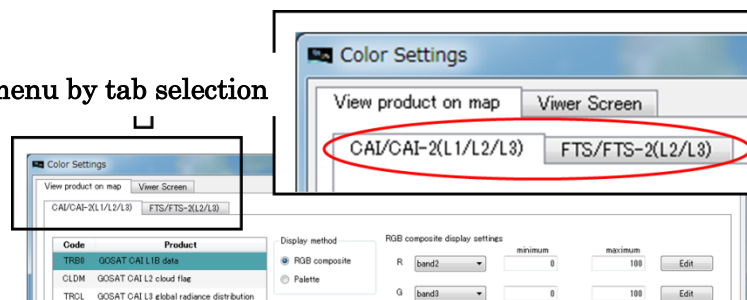 Color Settings
View product on map Viwer Screen
CAI/CAI-2(L1/L2/L3) FTS/FTS-2(L2/L3)
menu by tab selection
Color Settings
View product on map Viwer Screen
CAI/CAI-2(L1/L2/L3) FTS/FTS-2(L2/L3)
Code Product Display method RGB composite display settings
minimum maximum
TRB0 GOSAT CAI L1B data RGB composite R band2 0 100 Edit
CLDM GOSAT CAI L2 cloud flag Palette
TRCL GOSAT CAI L3 global radiance distribution G band3 0 100 Edit